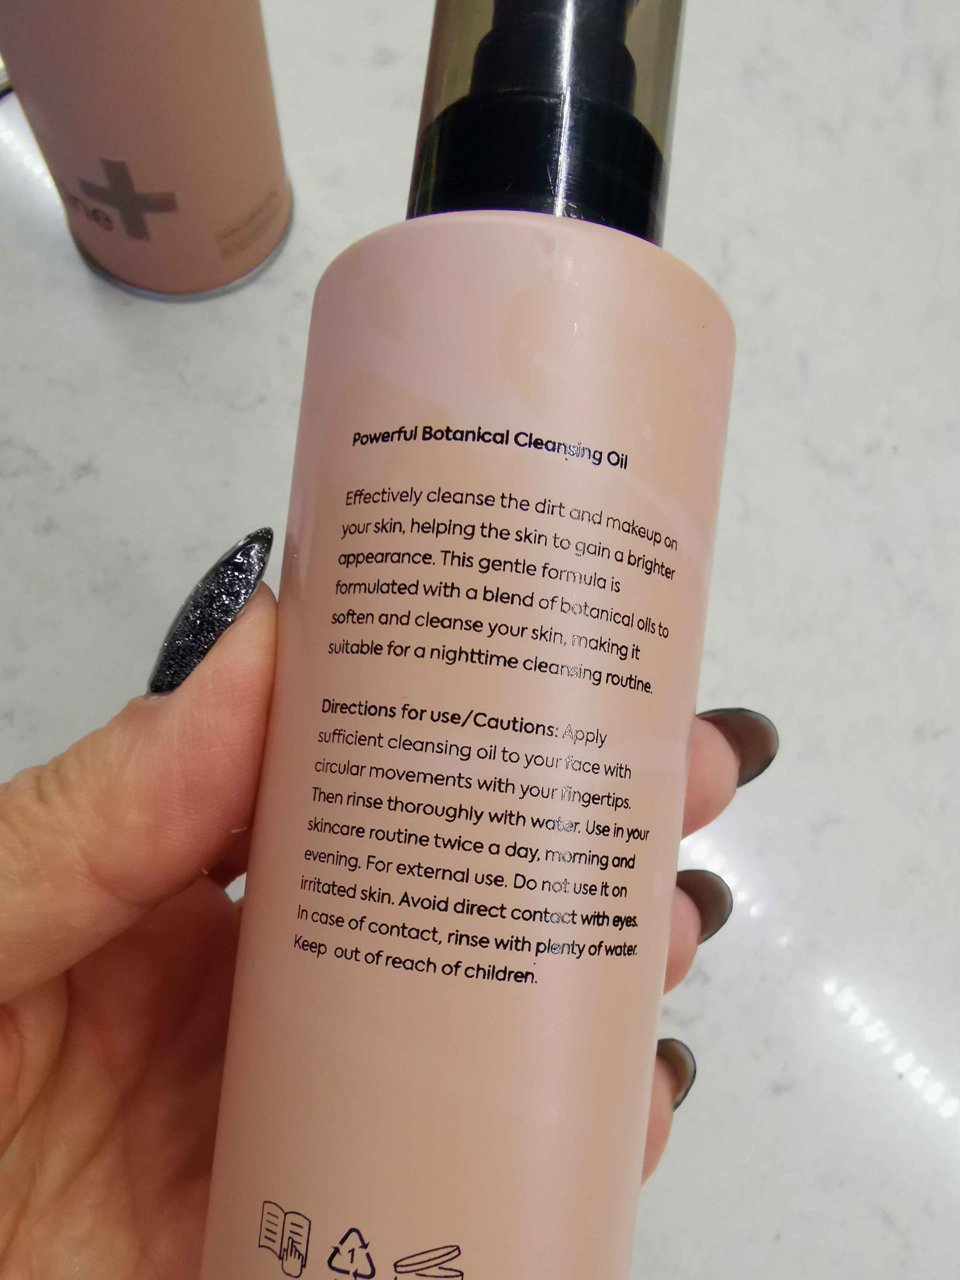 Powerful Botanical Cleansing Oil
Effectively cleanse the dirt and makeup on
your skin, helping the skin to gain a brighter
appearance. This gentle formula is
formulated with a blend of botanical oils to
soften and cleanse your skin, making it
suitable for a nighttime cleansing routine.
Directions for use/Cautions: Apply
sufficient cleansing oil to your face with
circular movements with your fingertips.
Then rinse thoroughly with water. Use in your
skincare routine twice a day, morning and
evening. For external use. Do not use it on
irritated skin. Avoid direct contact with eyes.
In case of contact, rinse with plenty of water.
Keep out of reach of children.
1